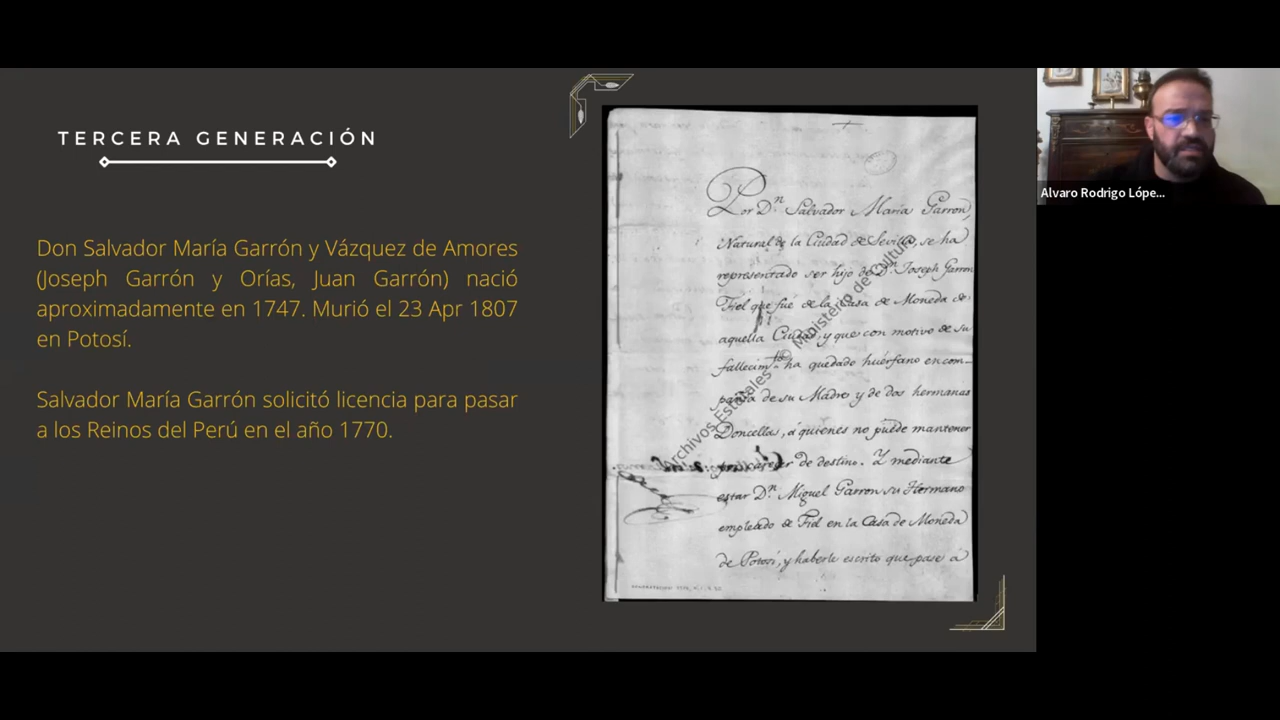 TERCERA GENERACIÓN
Don Salvador María Garrón y Vázquez de Amores
(Joseph Garrón y Orías, Juan Garrón) nació
aproximadamente en 1747. Murió el 23 Apr 1807
en Potosí.
Salvador María Garrón solicitó licencia para pasar
a los Reinos del Perú en el año 1770.
Por Dn. Salvador Maria Garron,
Natural de la Ciudad de Sevilla, se ha
representado ser hijo de Dn. Joseph Garron
Fiel que fué de la Casa de Moneda de
aquella Ciudad, y que con motivo de su
fallecimto. ha quedado huérfano en com-
pañia de su Madre y de dos hermanas
Doncellas, á quienes no puede mantener
de destino. Y mediante
estar Dn. Miguel Garron su Hermano
empleado de Fiel en la Casa de Moneda
de Potosí, y haberle escrito que pase á
Archivos Estatales © Ministerio de Cultura
Alvaro Rodrigo Lópe...